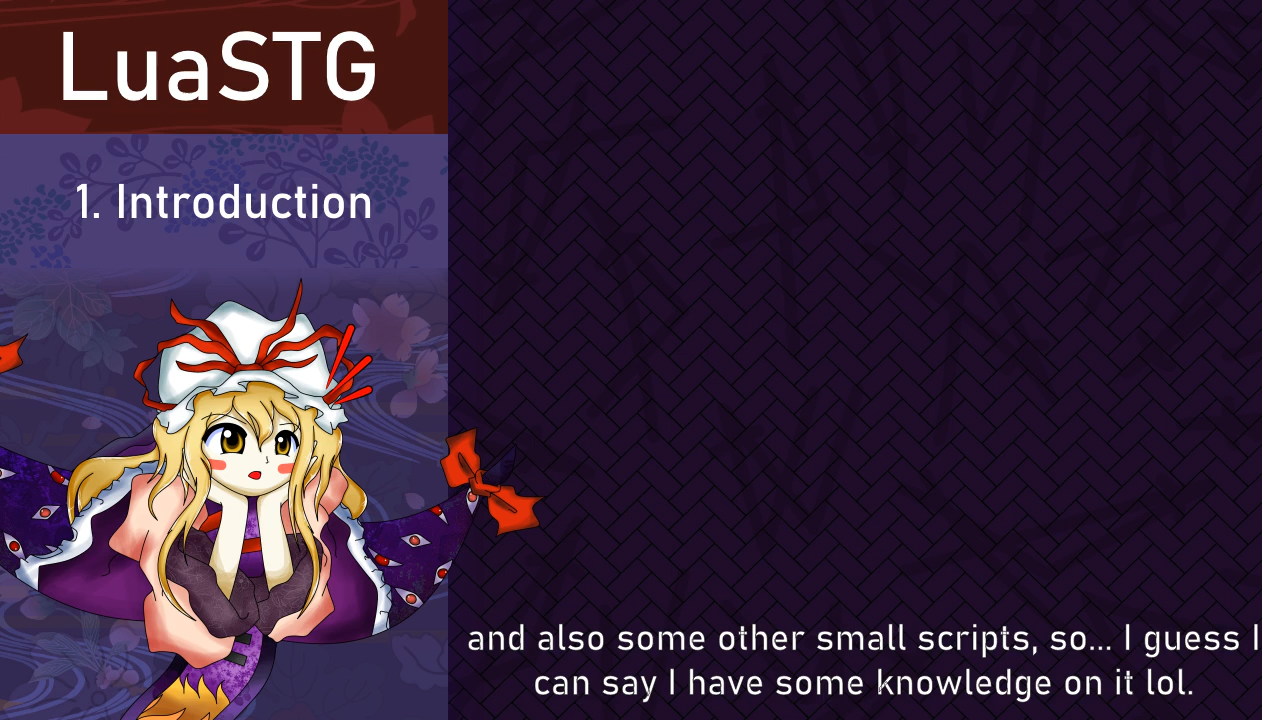 LuaSTG
1. Introduction
and also some other small scripts, so... I guess I
can say I have some knowledge on it lol.